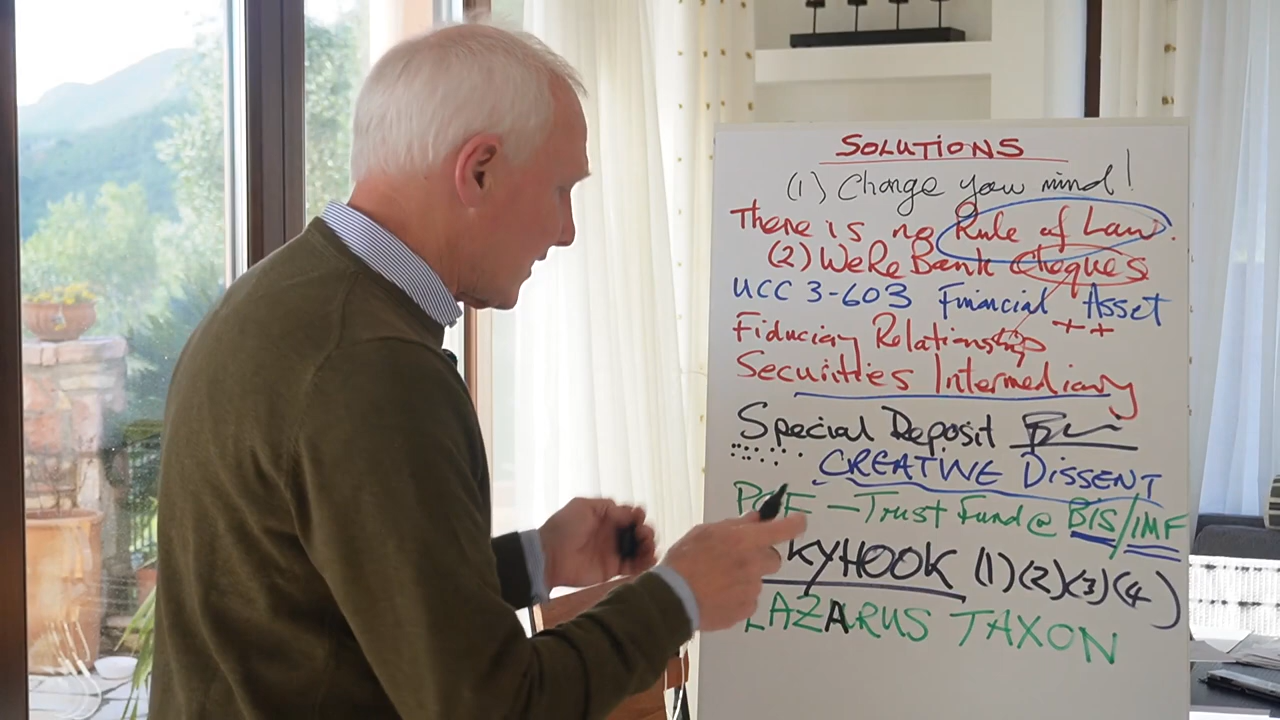 SOLUTIONS
(1) Change you mind!
There is no Rule of Law.
(2) WeRe Bank Cheques
UCC 3-603 Financial Asset
Fiduciary Relationship ++
Securities Intermediary
Special Deposit
CREATIVE DISSENT
Trust Fund @ BIS/IMF
KYHOOK (1)(2)(3)(4)
LAZARUS TAXON